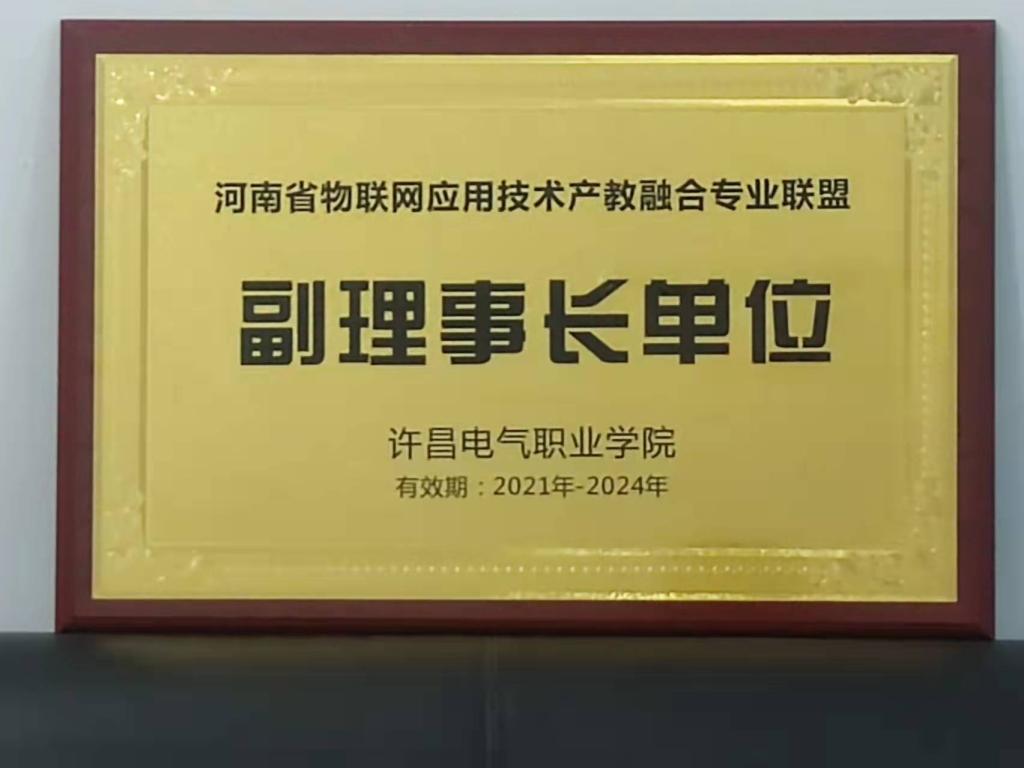 河南省物联网应用技术产教融合专业联盟
副理事长单位
许昌电气职业学院
有效期：2021年-2024年